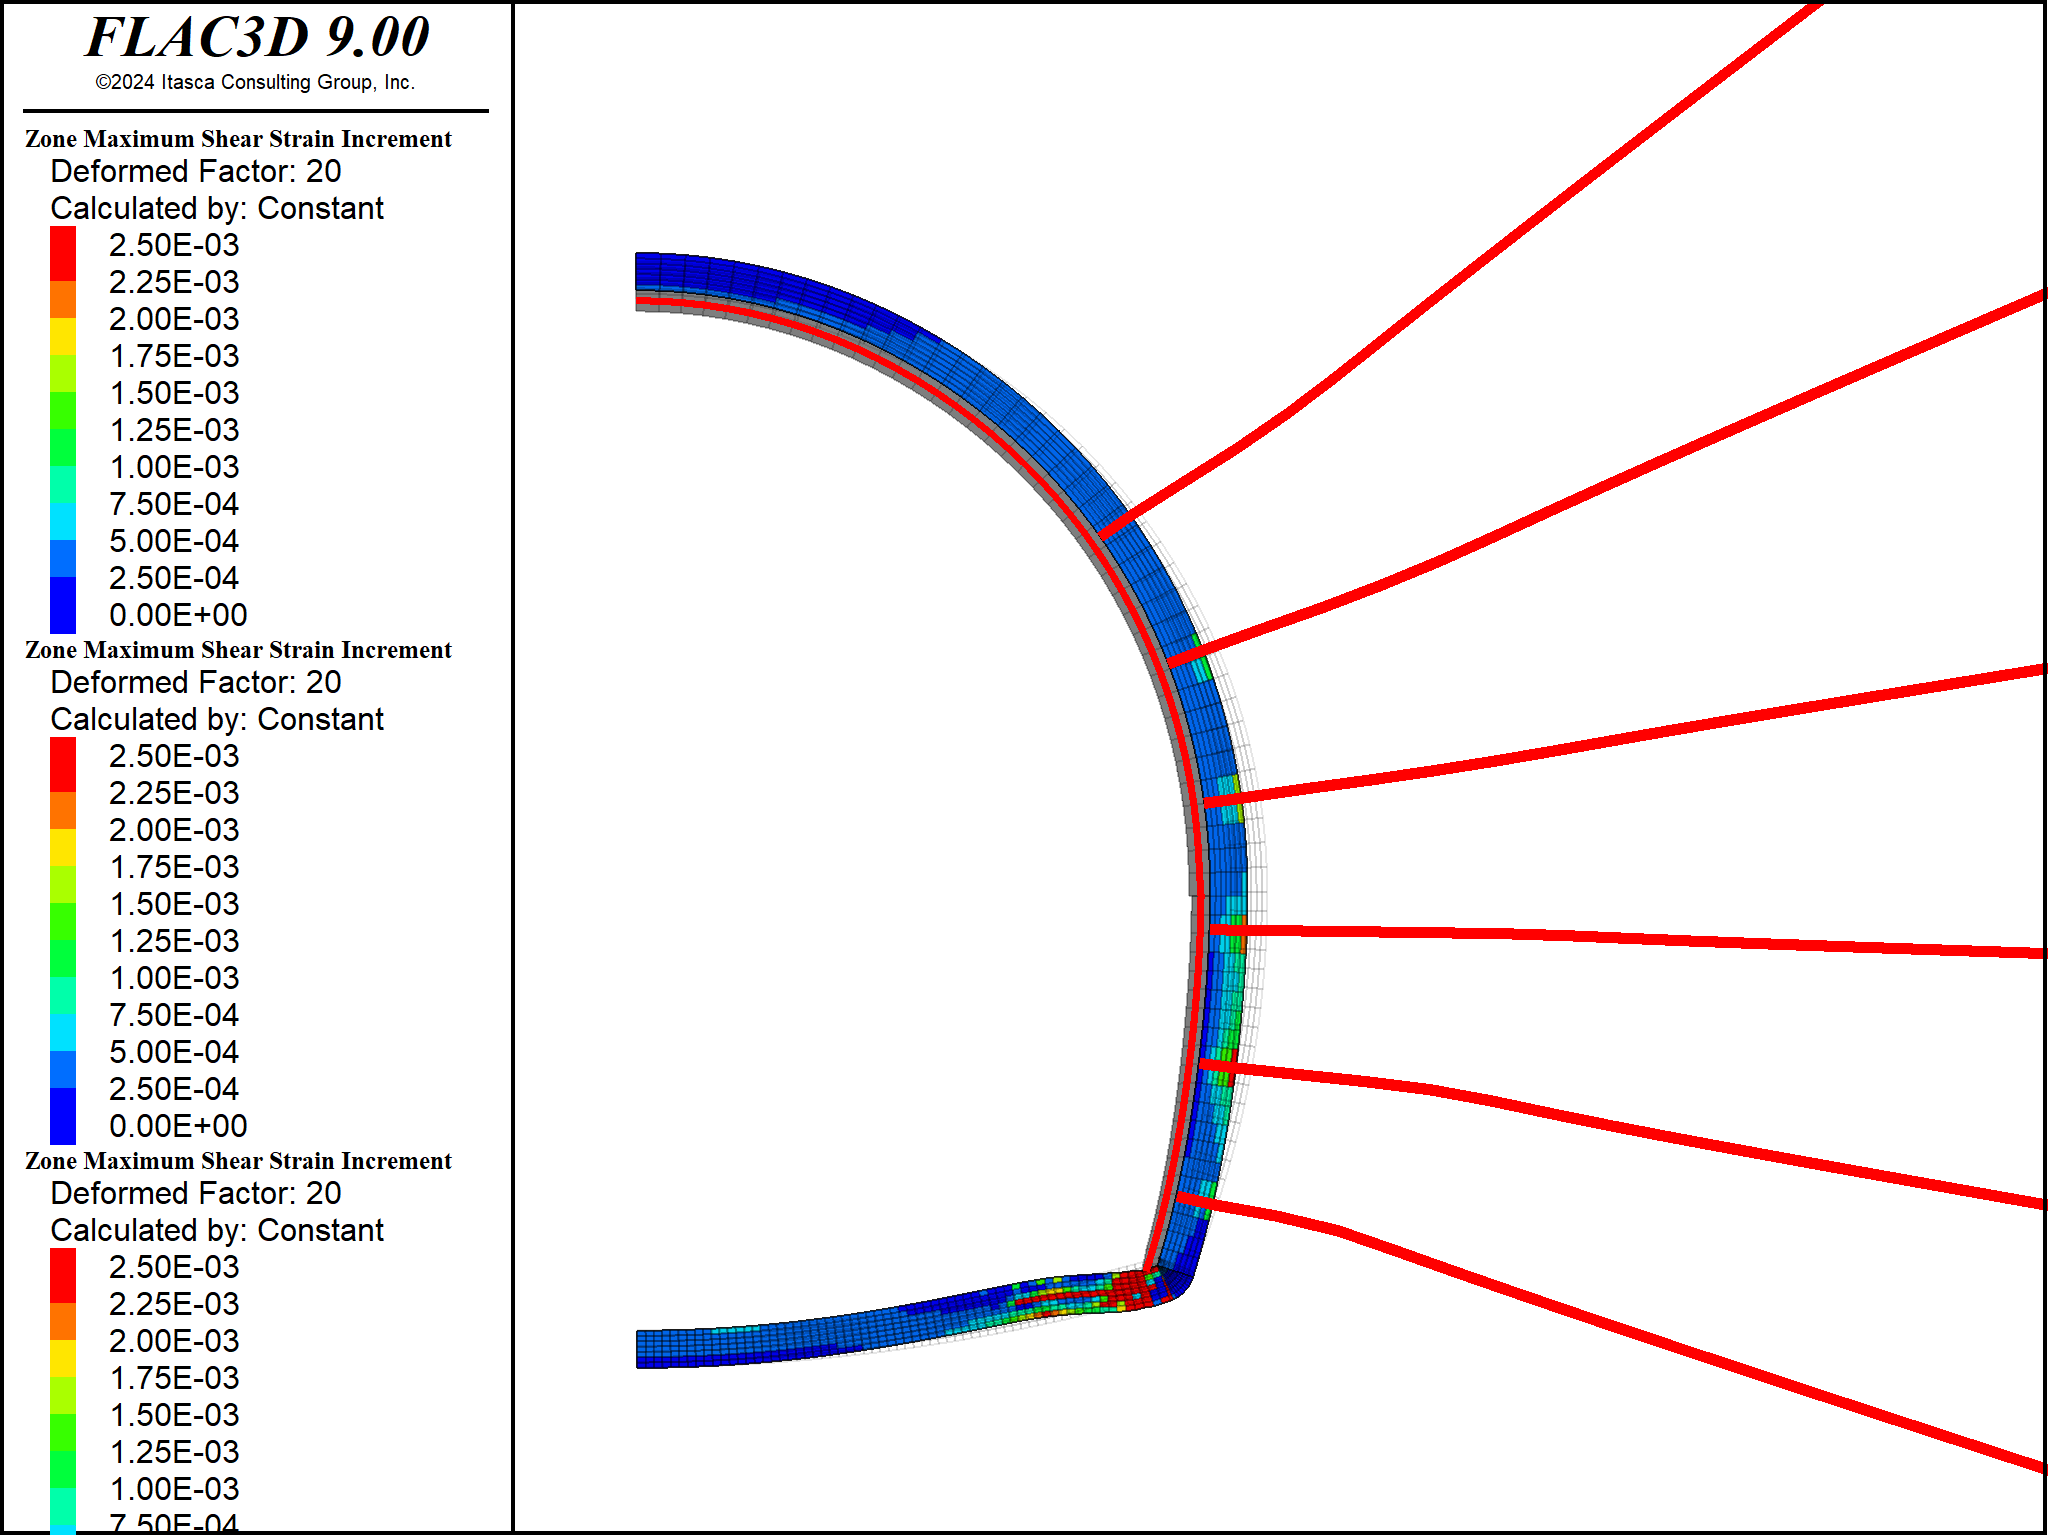 FLAC3D 9.00
©2024 Itasca Consulting Group, Inc.
Zone Maximum Shear Strain Increment
Deformed Factor: 20
Calculated by: Constant
2.50E-03
2.25E-03
2.00E-03
1.75E-03
1.50E-03
1.25E-03
1.00E-03
7.50E-04
5.00E-04
2.50E-04
0.00E+00
Zone Maximum Shear Strain Increment
Deformed Factor: 20
Calculated by: Constant
2.50E-03
2.25E-03
2.00E-03
1.75E-03
1.50E-03
1.25E-03
1.00E-03
7.50E-04
5.00E-04
2.50E-04
0.00E+00
Zone Maximum Shear Strain Increment
Deformed Factor: 20
Calculated by: Constant
2.50E-03
2.25E-03
2.00E-03
1.75E-03
1.50E-03
1.25E-03
1.00E-03
7.50E-04